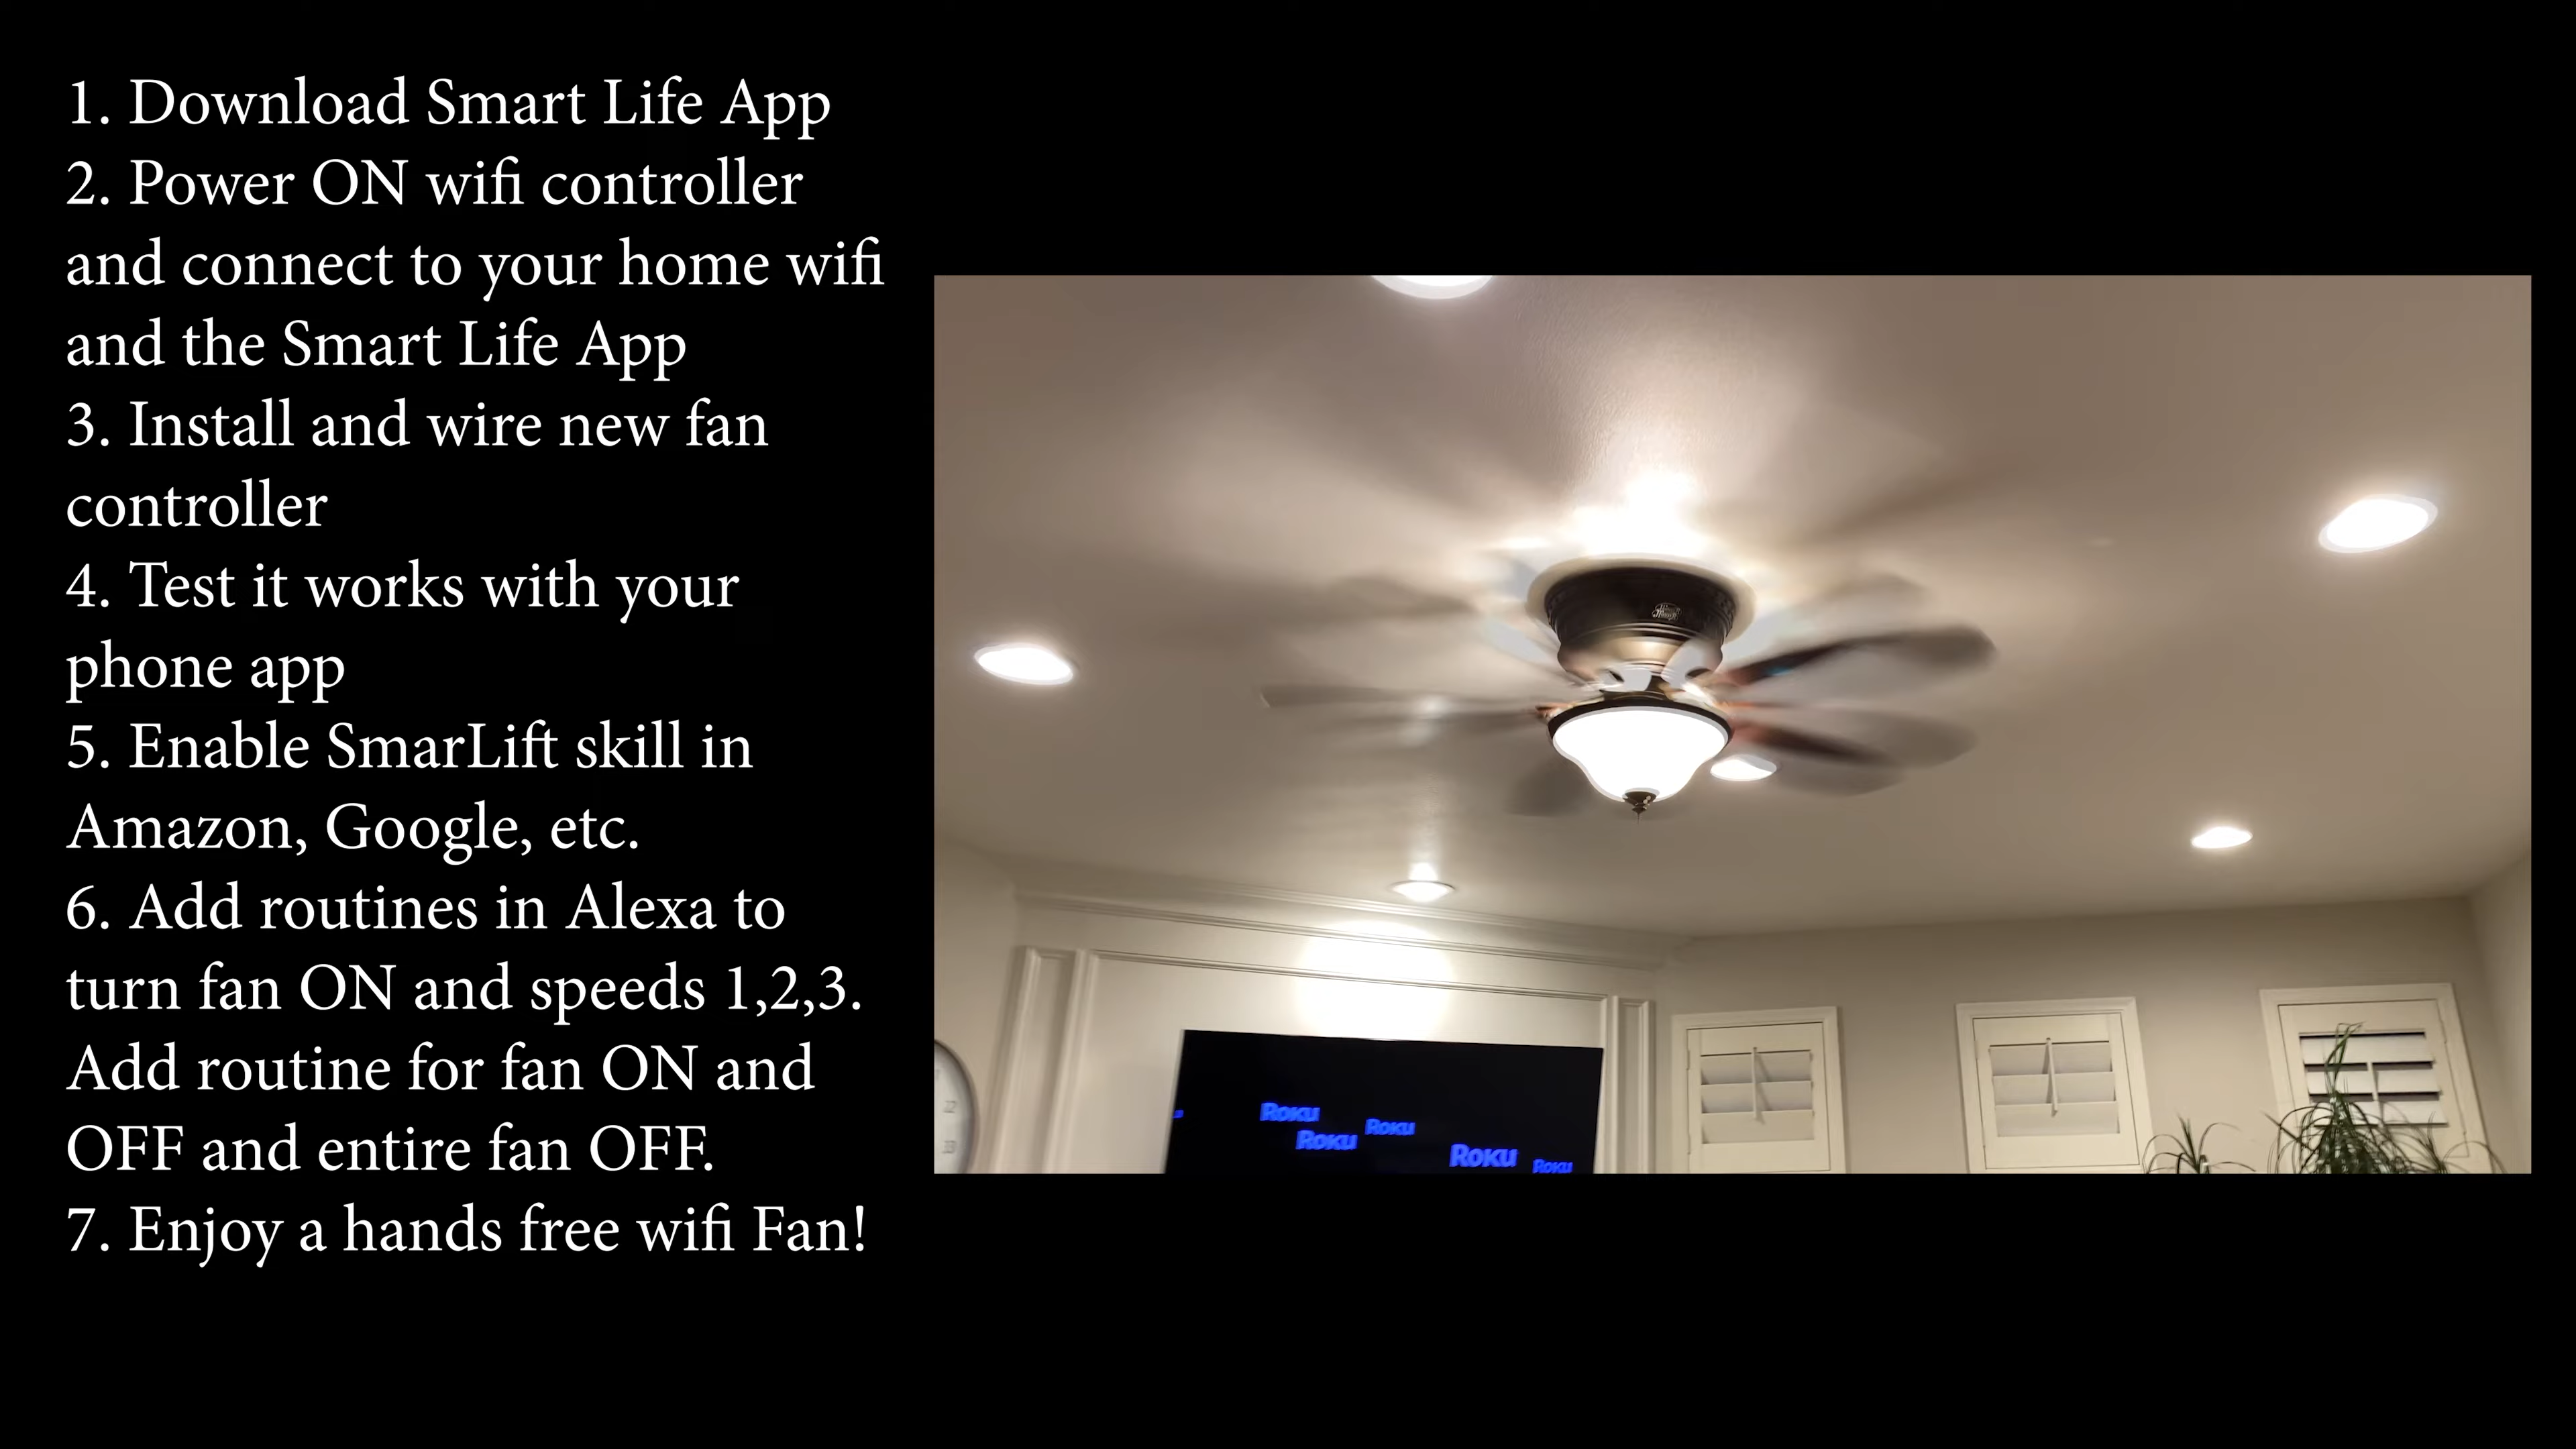 1. Download Smart Life App
2. Power ON wifi controller
and connect to your home wifi
and the Smart Life App
3. Install and wire new fan
controller
4. Test it works with your
phone app
5. Enable SmarLift skill in
Amazon, Google, etc.
6. Add routines in Alexa to
turn fan ON and speeds 1,2,3.
Add routine for fan ON and
OFF and entire fan OFF.
7. Enjoy a hands free wifi Fan!
Roku
Roku
Roku
Roku
Roku